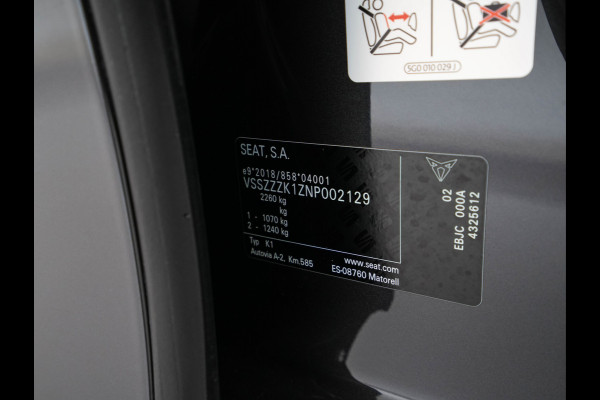 5G0 010 029 J
SEAT, S.A.
e9*2018/858*04001
VSSZZZK1ZNP002129
2260 kg
kg
1 - 1070 kg
2 - 1240 kg
Typ K1
Autovia A-2, Km.585
www.seat.com
ES-08760 Martorell
02
EBJC 000A
4325612